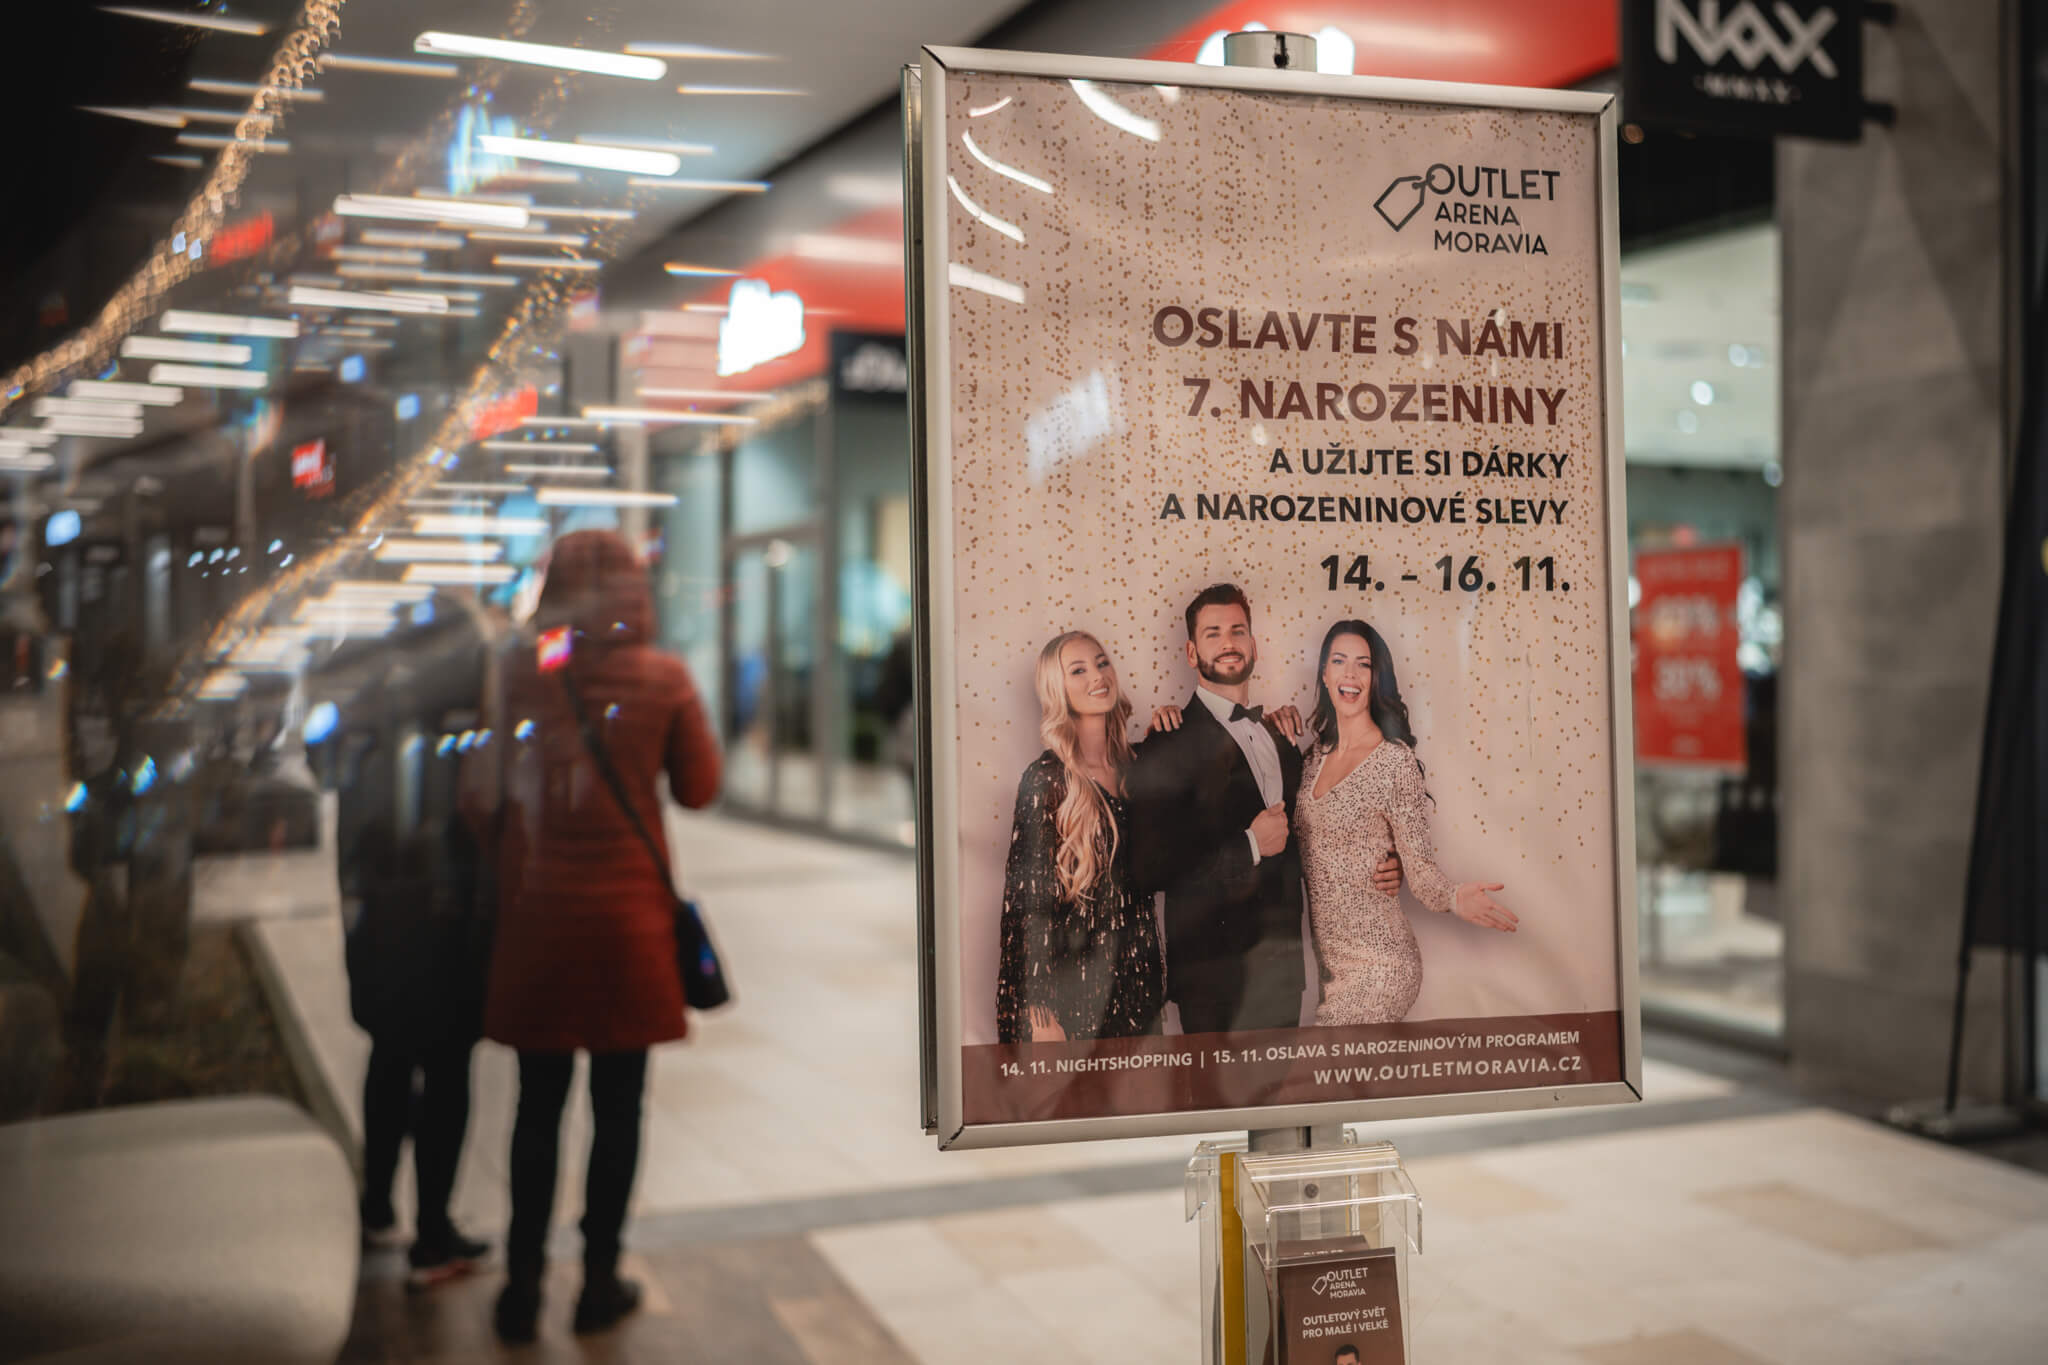 NAX
OUTLET
ARENA
MORAVIA
OSLAVTE S NÁMI
7. NAROZENINY
A UŽIJTE SI DÁRKY
A NAROZENINOVÉ SLEVY
14. - 16. 11.
14. 11. NIGHTSHOPPING | 15. 11. OSLAVA S NAROZENINOVÝM PROGRAMEM
WWW.OUTLETMORAVIA.CZ
OUTLET
ARENA
MORAVIA
OUTLETOVÝ SVĚT
PRO MALÉ I VELKÉ